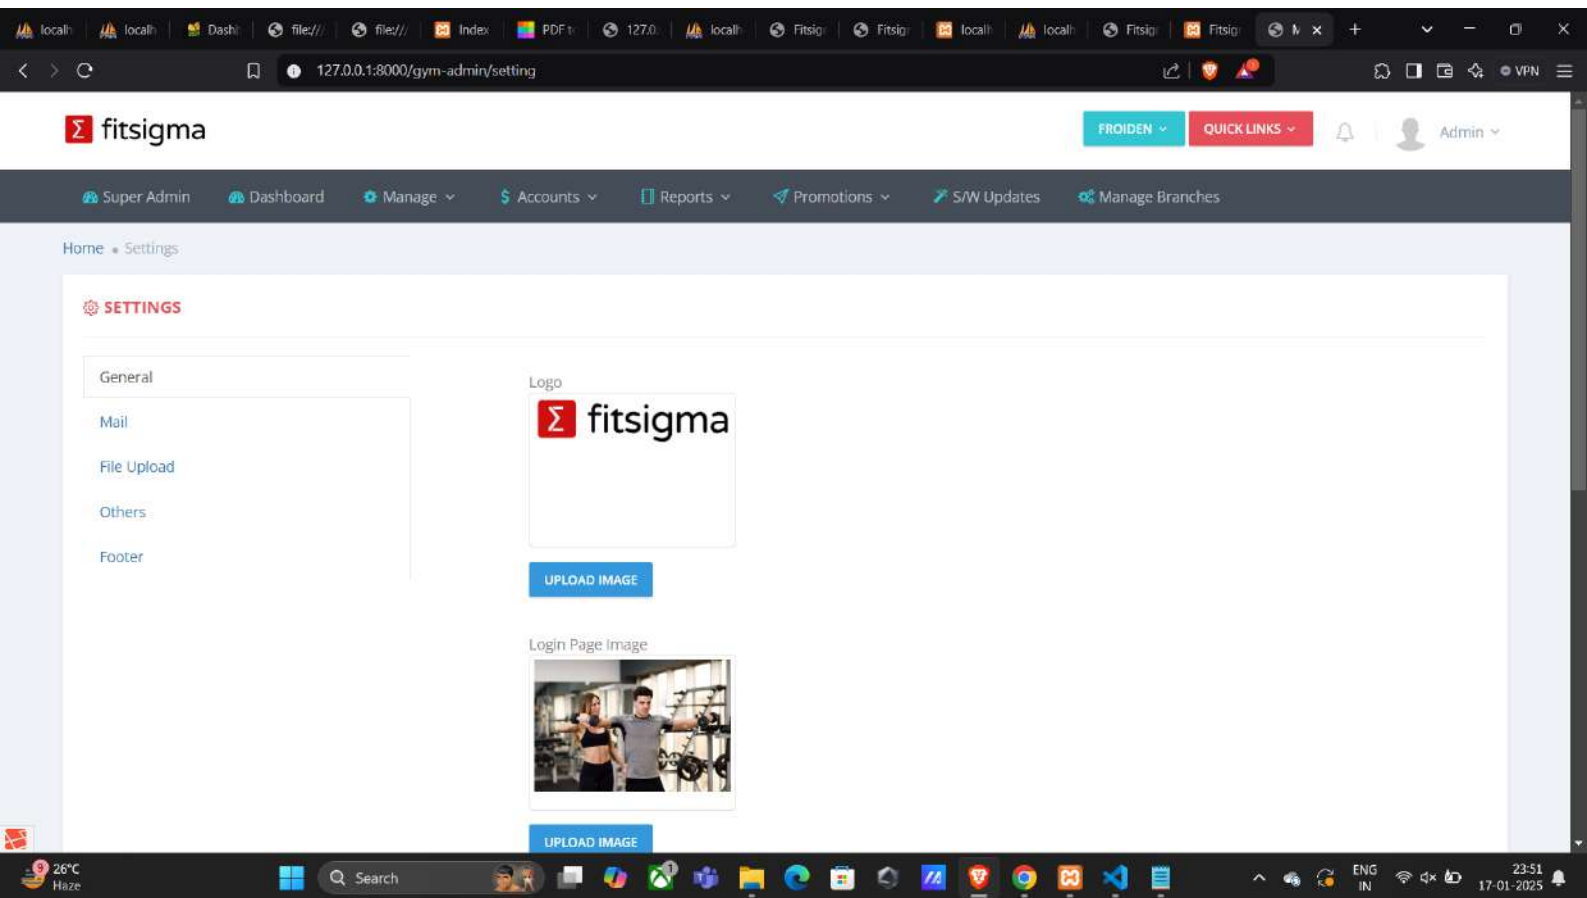 localh
localh
Dash
file:///
file:///
Index
PDF t
127.0.
localh
Fitsig
Fitsig
localh
localh
Fitsig
Fitsig
127.0.0.1:8000/gym-admin/setting
VPN
Σ fitsigma
FROIDEN
QUICK LINKS
Admin
Super Admin
Dashboard
Manage
$ Accounts
Reports
Promotions
S/W Updates
Manage Branches
Home • Settings
SETTINGS
General
Mail
File Upload
Others
Footer
Logo
Σ fitsigma
UPLOAD IMAGE
Login Page Image
UPLOAD IMAGE
9
26°C
Haze
Search
ENG
IN
23:51
17-01-2025